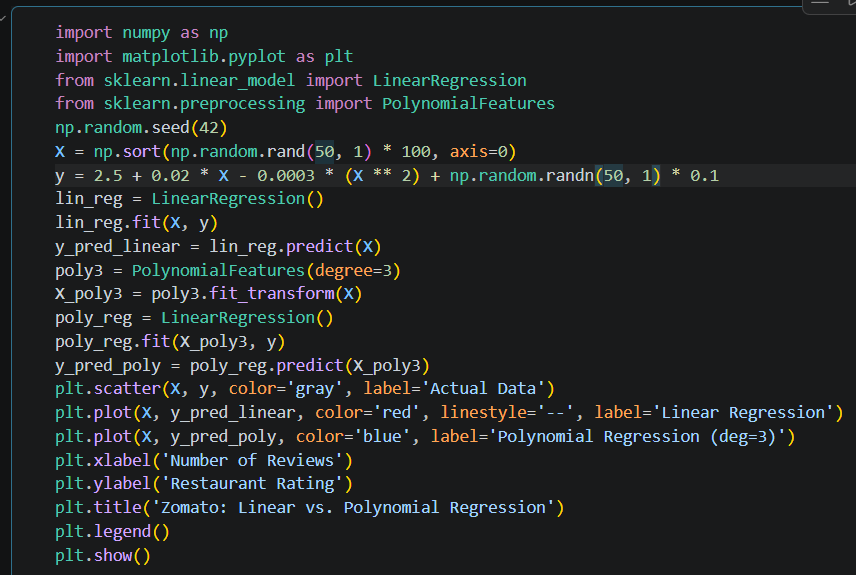 import numpy as np
import matplotlib.pyplot as plt
from sklearn.linear_model import LinearRegression
from sklearn.preprocessing import PolynomialFeatures
np.random.seed(42)
X = np.sort(np.random.rand(50, 1) * 100, axis=0)
y = 2.5 + 0.02 * X - 0.0003 * (X ** 2) + np.random.randn(50, 1) * 0.1
lin_reg = LinearRegression()
lin_reg.fit(X, y)
y_pred_linear = lin_reg.predict(X)
poly3 = PolynomialFeatures(degree=3)
X_poly3 = poly3.fit_transform(X)
poly_reg = LinearRegression()
poly_reg.fit(X_poly3, y)
y_pred_poly = poly_reg.predict(X_poly3)
plt.scatter(X, y, color='gray', label='Actual Data')
plt.plot(X, y_pred_linear, color='red', linestyle='--', label='Linear Regression')
plt.plot(X, y_pred_poly, color='blue', label='Polynomial Regression (deg=3)')
plt.xlabel('Number of Reviews')
plt.ylabel('Restaurant Rating')
plt.title('Zomato: Linear vs. Polynomial Regression')
plt.legend()
plt.show()